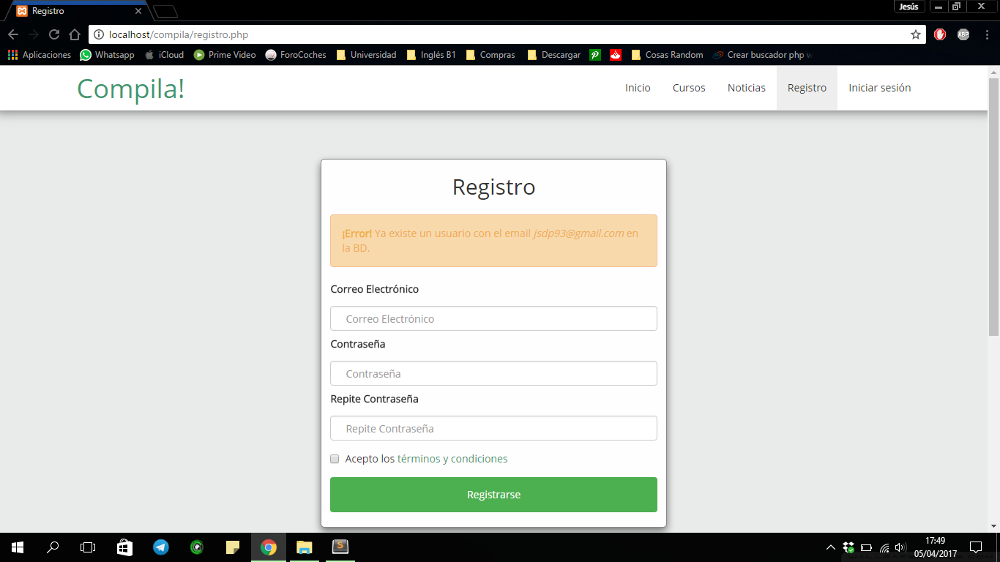 Registro
Jesús
localhost/compila/registro.php
ABP
Aplicaciones Whatsapp iCloud Prime Video ForoCoches Universidad Inglés B1 Compras Descargar Cosas Random Crear buscador php w
Compila!
Inicio Cursos Noticias Registro Iniciar sesión
Registro
¡Error! Ya existe un usuario con el email jsdp93@gmail.com en
la BD.
Correo Electrónico
Correo Electrónico
Contraseña
Contraseña
Repite Contraseña
Repite Contraseña
Acepto los términos y condiciones
Registrarse
17:49
05/04/2017